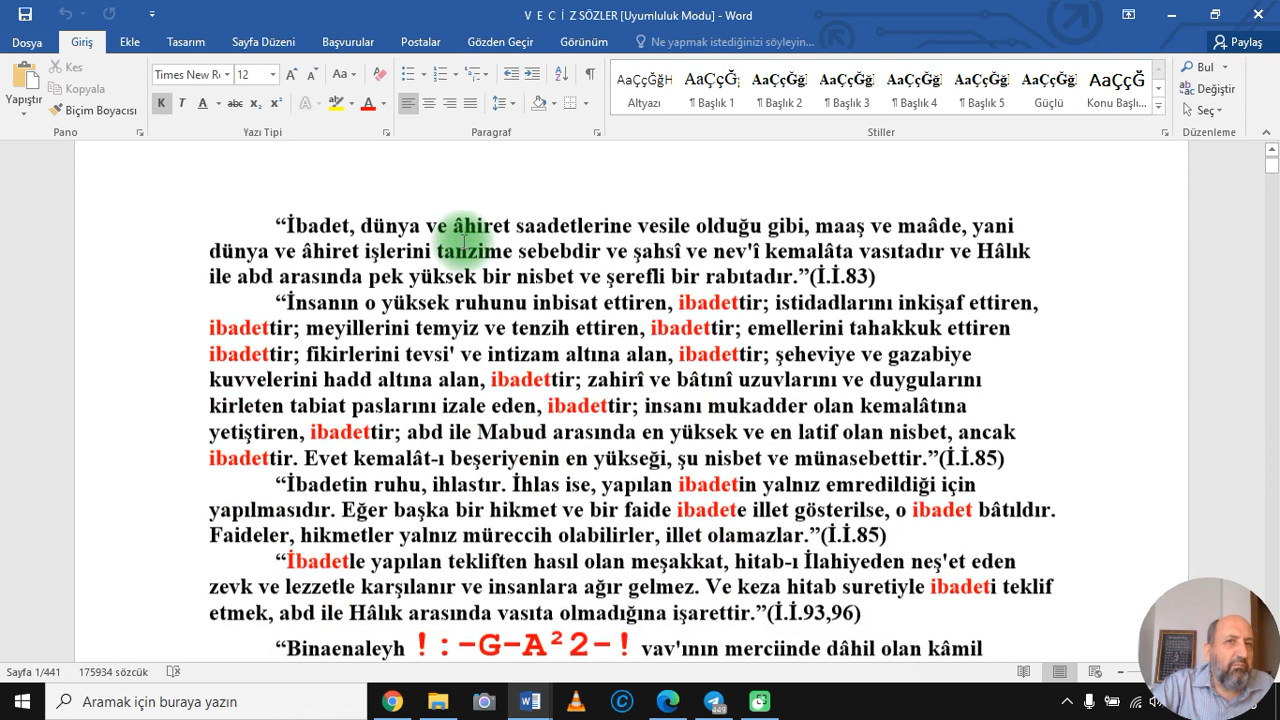 V E C İ Z SÖZLER [Uyumluluk Modu] - Word
Dosya Giriş Ekle Tasarım Sayfa Düzeni Başvurular Postalar Gözden Geçir Görünüm Ne yapmak istediğinizi söyleyin... Paylaş
Kes
Kopyala
Biçim Boyacısı
Yapıştır
Times New Ro 12
Aa
K T A abc x₂ x² A A
AaÇçĞğH AaÇçĞģ AaÇçĞğ AaÇçĞğ AaÇçĞğ AaÇçĞğ AaÇçĞğ AaÇçĞ
Altyazı ¶ Başlık 1 ¶ Başlık 2 ¶ Başlık 3 ¶ Başlık 4 ¶ Başlık 5 Güçlü Konu Başlı...
Bul
Değiştir
Seç
Pano Yazı Tipi Paragraf Stiller Düzenleme
“İbadet, dünya ve âhiret saadetlerine vesile olduğu gibi, maaş ve maâde, yani
dünya ve âhiret işlerini tanzime sebebdir ve şahsî ve nev'î kemalâta vasıtadır ve Hâlık
ile abd arasında pek yüksek bir nisbet ve şerefli bir rabıtadır.”(İ.İ.83)
“İnsanın o yüksek ruhunu inbisat ettiren, ibadettir; istidadlarını inkişaf ettiren,
ibadettir; meyillerini temyiz ve tenzih ettiren, ibadettir; emellerini tahakkuk ettiren
ibadettir; fikirlerini tevsi' ve intizam altına alan, ibadettir; şeheviye ve gazabiye
kuvvelerini hadd altına alan, ibadettir; zahirî ve bâtınî uzuvlarını ve duygularını
kirleten tabiat paslarını izale eden, ibadettir; insanı mukadder olan kemalâtına
yetiştiren, ibadettir; abd ile Mabud arasında en yüksek ve en latif olan nisbet, ancak
ibadettir. Evet kemalât-ı beşeriyenin en yükseği, şu nisbet ve münasebettir.”(İ.İ.85)
“İbadetin ruhu, ihlastır. İhlas ise, yapılan ibadetin yalnız emredildiği için
yapılmasıdır. Eğer başka bir hikmet ve bir faide ibadete illet gösterilse, o ibadet bâtıldır.
Faideler, hikmetler yalnız müreccih olabilirler, illet olamazlar.”(İ.İ.85)
“İbadetle yapılan tekliften hasıl olan meşakkat, hitab-ı İlahiyeden neş'et eden
zevk ve lezzetle karşılanır ve insanlara ağır gelmez. Ve keza hitab suretiyle ibadeti teklif
etmek, abd ile Hâlık arasında vasıta olmadığına işarettir.”(İ.İ.93,96)
“Binaenaleyh !:-G-A²2-! vav'ının merciinde dâhil olan kâmil
Sayfa 1/441 175934 sözcük
Aramak için buraya yazın
449